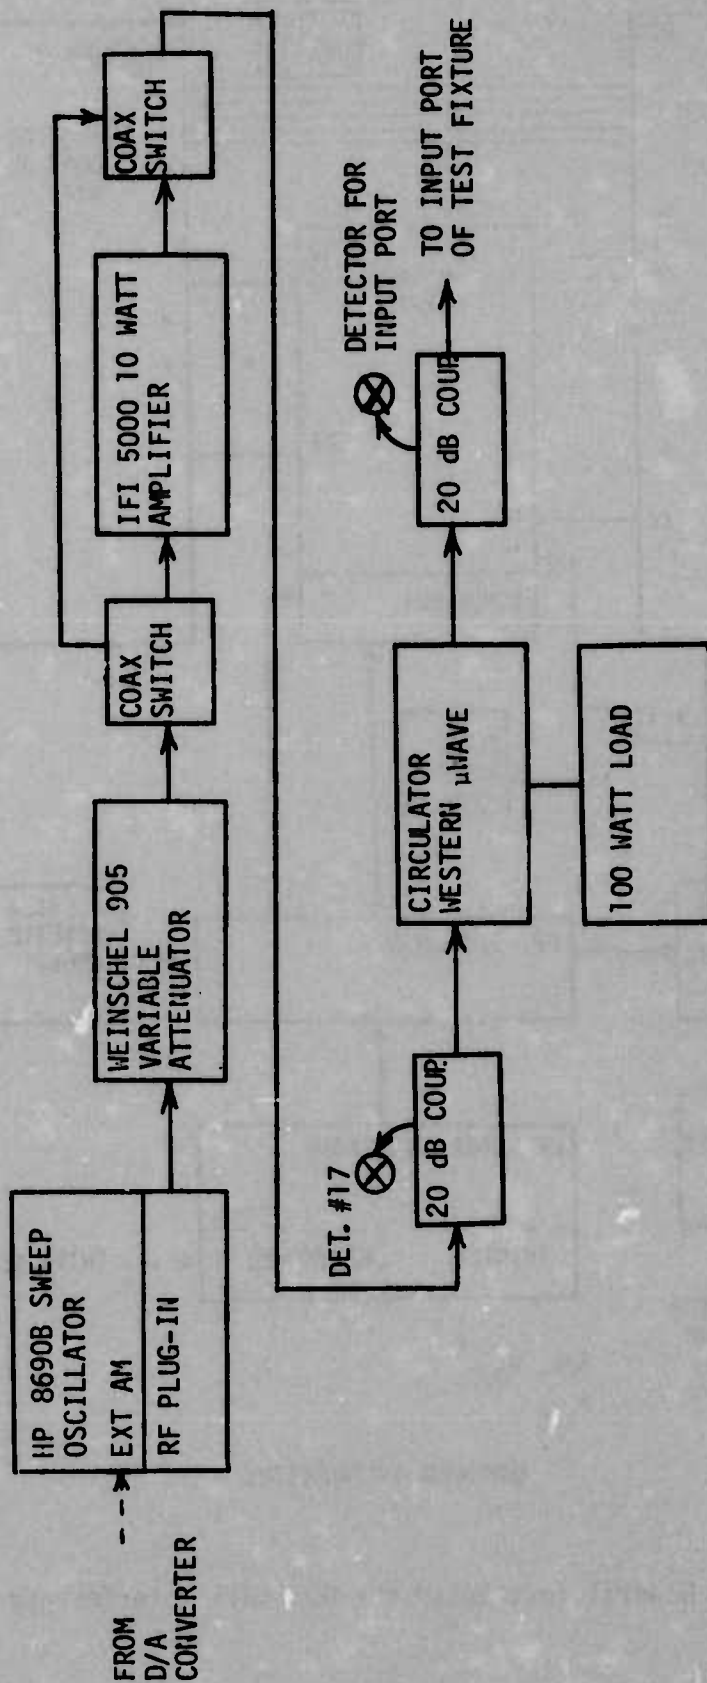 FROM
D/A
CONVERTER
HP 8690B SWEEP
OSCILLATOR
EXT AM
RF PLUG-IN
WEINSCHEL 905
VARIABLE
ATTENUATOR
COAX
SWITCH
IFI 5000 10 WATT
AMPLIFIER
COAX
SWITCH
DET. #17
20 dB COUP.
CIRCULATOR
WESTERN µWAVE
100 WATT LOAD
20 dB COUP.
DETECTOR FOR
INPUT PORT
TO INPUT PORT
OF TEST FIXTURE